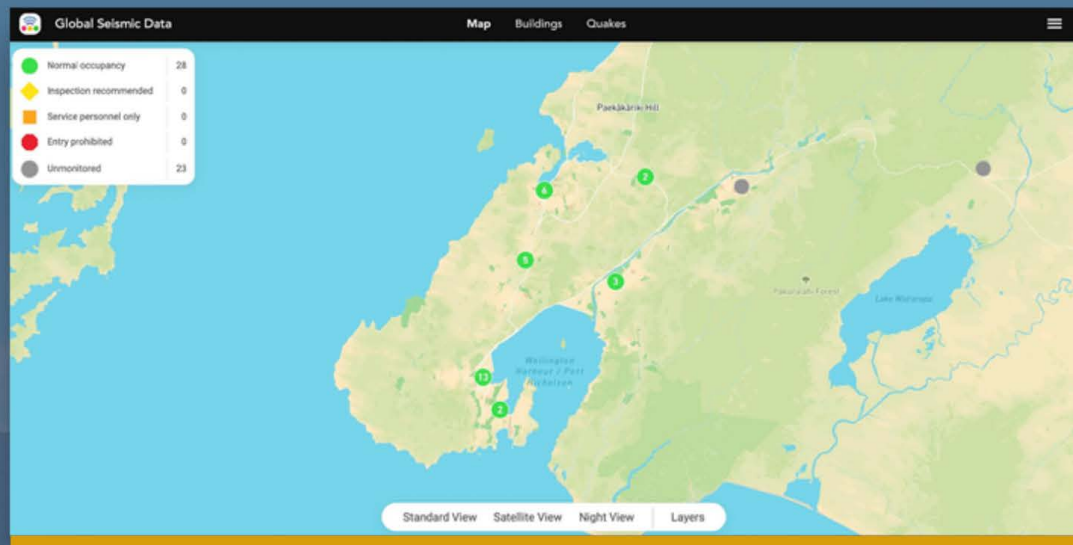 Global Seismic Data
Map Buildings Quakes
Normal occupancy 28
Inspection recommended 0
Service personnel only 0
Entry prohibited 0
Unmonitored 23
Paekākāriki Hill
2
6
5
3
Lake Wairarapa
Wellington
Harbour / Port
Nicholson
13
2
Standard View Satellite View Night View Layers